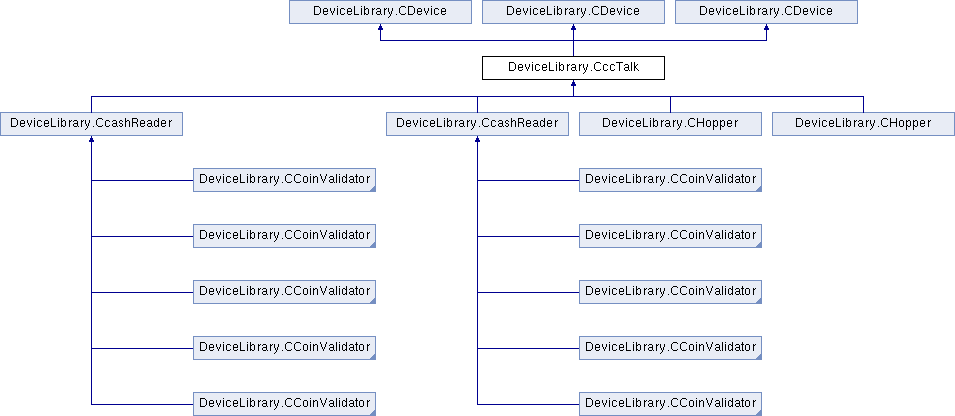 DeviceLibrary.CDevice
DeviceLibrary.CDevice
DeviceLibrary.CDevice
DeviceLibrary.CccTalk
DeviceLibrary.CcashReader
DeviceLibrary.CcashReader
DeviceLibrary.CHopper
DeviceLibrary.CHopper
DeviceLibrary.CCoinValidator
DeviceLibrary.CCoinValidator
DeviceLibrary.CCoinValidator
DeviceLibrary.CCoinValidator
DeviceLibrary.CCoinValidator
DeviceLibrary.CCoinValidator
DeviceLibrary.CCoinValidator
DeviceLibrary.CCoinValidator
DeviceLibrary.CCoinValidator
DeviceLibrary.CCoinValidator